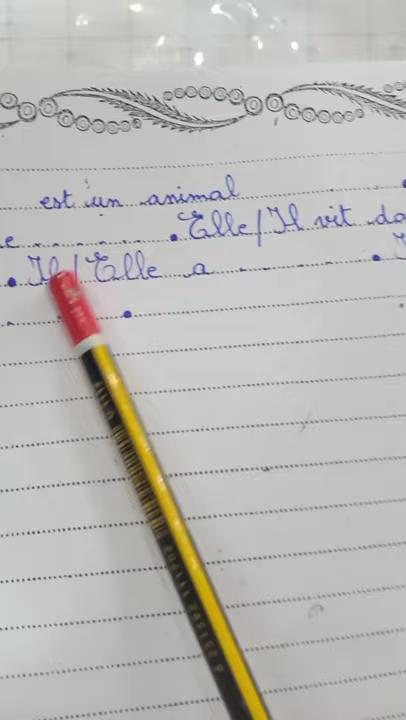 est un animal
e ............ . Elle/Il vit da
. Il/Elle a ............ .
.